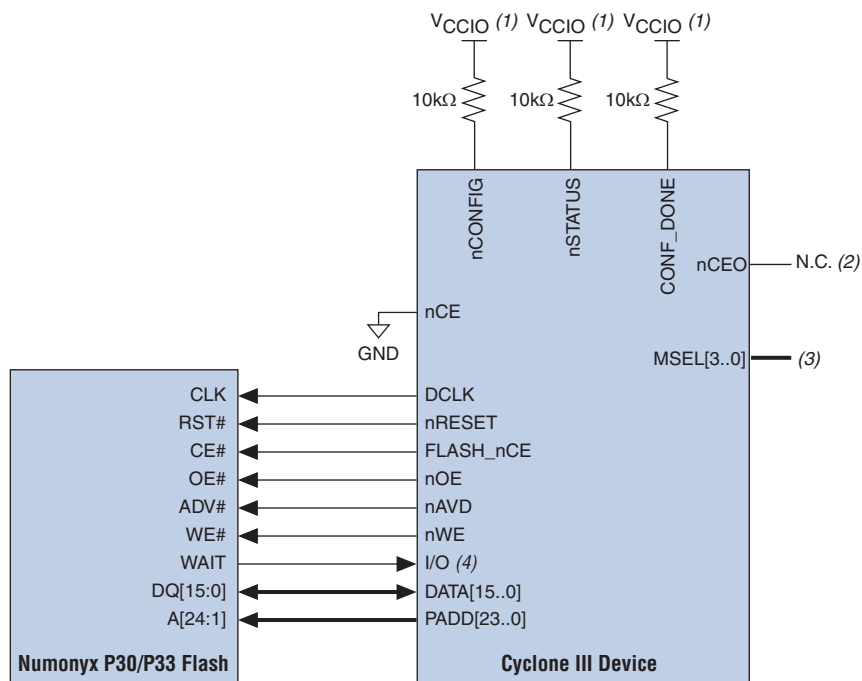 VCCIO (1) VCCIO (1) VCCIO (1)
10kΩ 10kΩ 10kΩ
nCONFIG
nSTATUS
CONF_DONE
nCEO N.C. (2)
nCE
GND
MSEL[3..0] (3)
CLK DCLK
RST# nRESET
CE# FLASH_nCE
OE# nOE
ADV# nAVD
WE# nWE
WAIT I/O (4)
DQ[15:0] DATA[15..0]
A[24:1] PADD[23..0]
Numonyx P30/P33 Flash Cyclone III Device